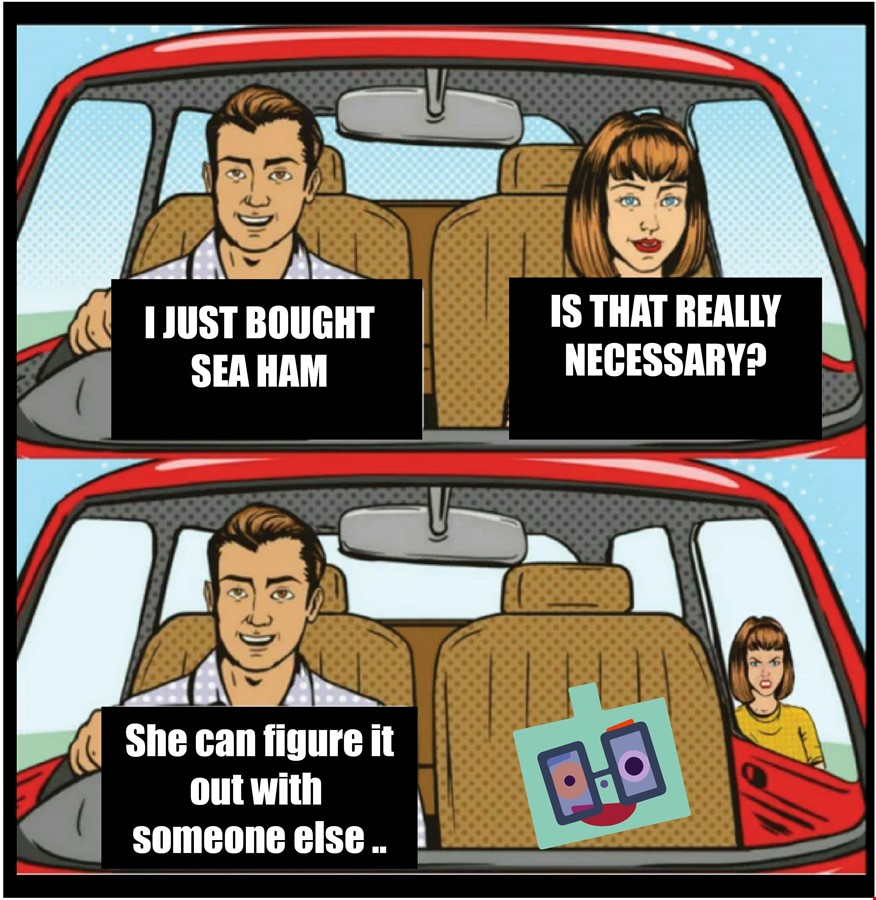 I JUST BOUGHT
SEA HAM
IS THAT REALLY
NECESSARY?
She can figure it
out with
someone else ..